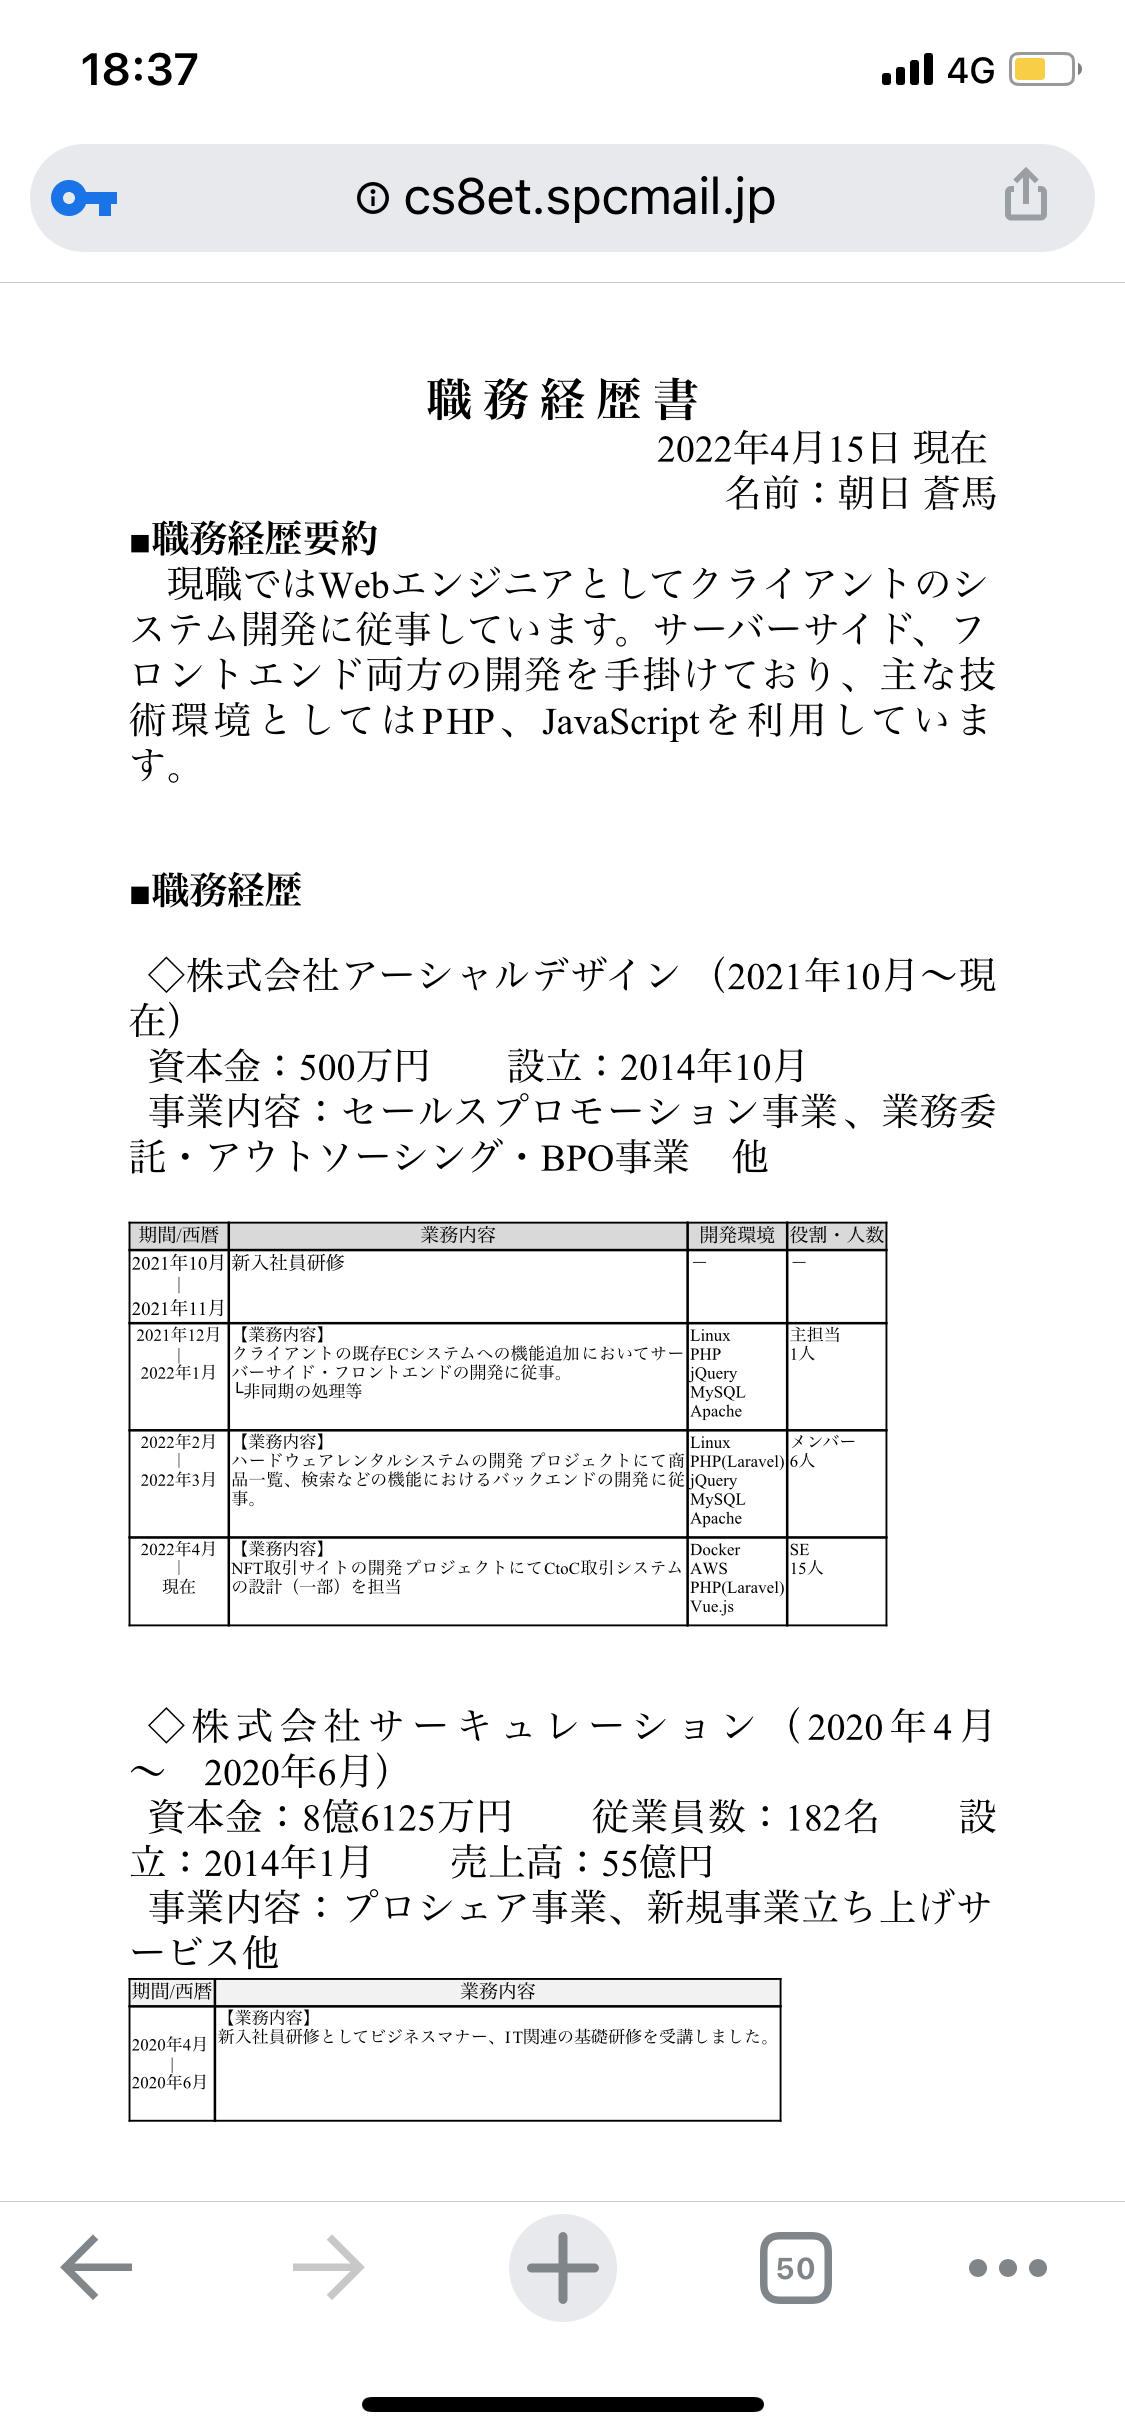 18:37
4G
cs8et.spcmail.jp
職務経歴書
2022年4月15日 現在
名前：朝日 蒼馬
■職務経歴要約
現職ではWebエンジニアとしてクライアントのシ
ステム開発に従事しています。サーバーサイド、フ
ロントエンド両方の開発を手掛けており、主な技
術環境としてはPHP、JavaScriptを利用していま
す。
■職務経歴
◇株式会社アーシャルデザイン （2021年10月〜現
在）
資本金：500万円　　設立：2014年10月
事業内容：セールスプロモーション事業、業務委
託・アウトソーシング・BPO事業　他
期間/西暦 業務内容 開発環境 役割・人数
2021年10月
｜
2021年11月
新入社員研修
－
－
2021年12月
｜
2022年1月
【業務内容】
クライアントの既存ECシステムへの機能追加においてサー
バーサイド・フロントエンドの開発に従事。
└非同期の処理等
Linux
PHP
jQuery
MySQL
Apache
主担当
1人
2022年2月
｜
2022年3月
【業務内容】
ハードウェアレンタルシステムの開発 プロジェクトにて商
品一覧、検索などの機能におけるバックエンドの開発に従
事。
Linux
PHP(Laravel)
jQuery
MySQL
Apache
メンバー
6人
2022年4月
｜
現在
【業務内容】
NFT取引サイトの開発 プロジェクトにてCtoC取引システム
の設計（一部）を担当
Docker
AWS
PHP(Laravel)
Vue.js
SE
15人
◇株式会社サーキュレーション（2020年4月
〜　2020年6月）
資本金：8億6125万円　　従業員数：182名　　設
立：2014年1月　　売上高：55億円
事業内容：プロシェア事業、新規事業立ち上げサ
ービス他
期間/西暦 業務内容
2020年4月
｜
2020年6月
【業務内容】
新入社員研修としてビジネスマナー、IT関連の基礎研修を受講しました。
50